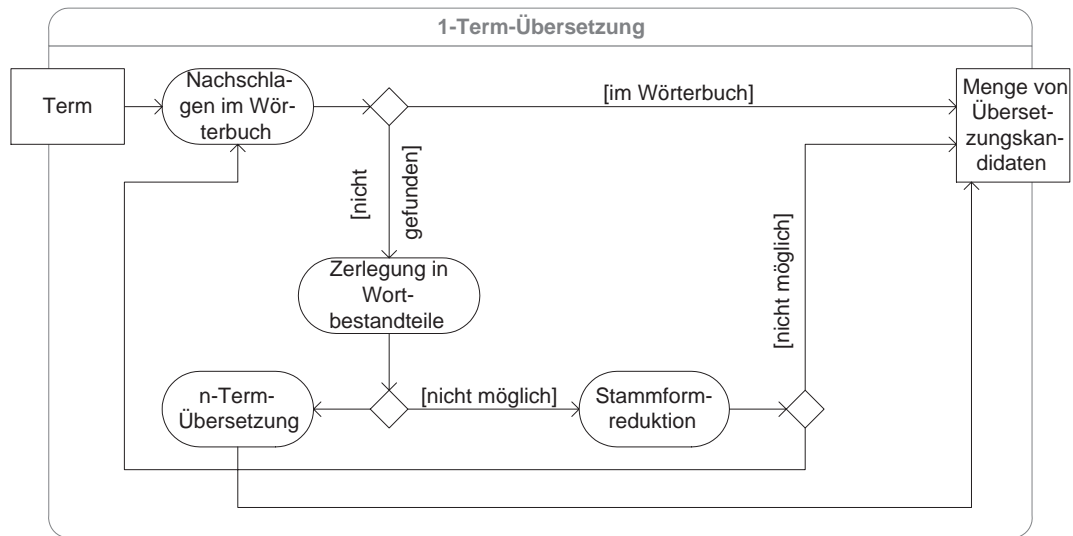 1-Term-Übersetzung
Term
Nachschla-
gen im Wör-
terbuch
[im Wörterbuch]
Menge von
Überset-
zungskan-
didaten
[nicht
gefunden]
Zerlegung in
Wort-
bestandteile
[nicht möglich]
n-Term-
Übersetzung
[nicht möglich]
Stammform-
reduktion